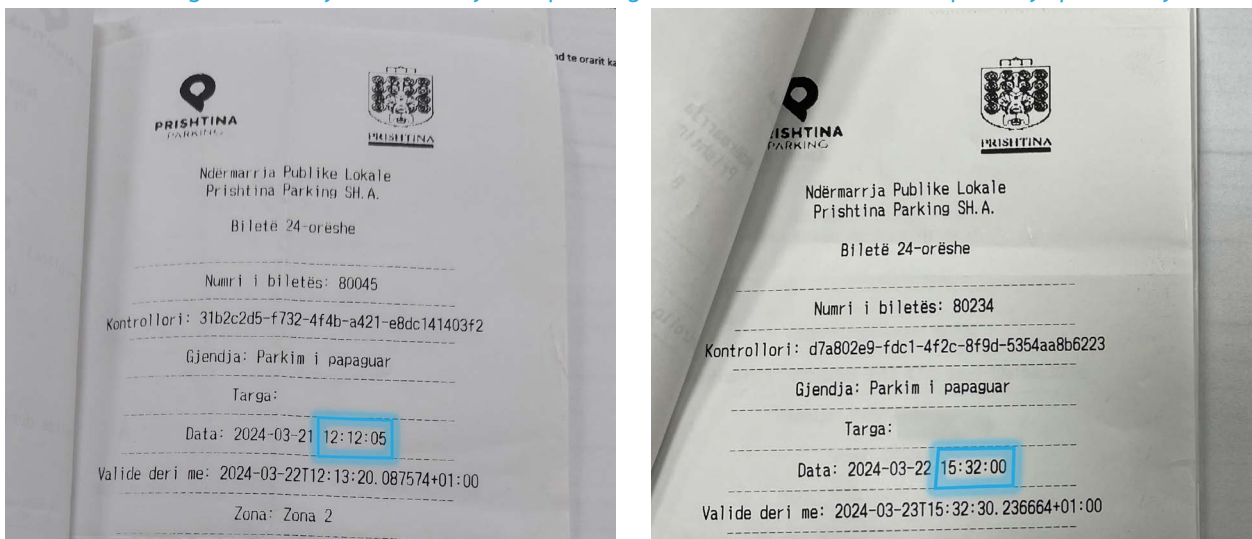 nd te orarit ka
PRISHTINA
PARKING
PRISHTINA
Ndërmarrja Publike Lokale
Prishtina Parking SH.A.
Biletë 24-orëshe
Numri i biletës: 80045
Kontrollori: 31b2c2d5-f732-4f4b-a421-e8dc141403f2
Gjendja: Parkim i papaguar
Targa:
Data: 2024-03-21 12:12:05
Valide deri me: 2024-03-22T12:13:20.087574+01:00
Zona: Zona 2
ISHTINA
PARKING
PRISHTINA
Ndërmarrja Publike Lokale
Prishtina Parking SH.A.
Biletë 24-orëshe
Numri i biletës: 80234
Kontrollori: d7a802e9-fdc1-4f2c-8f9d-5354aa8b6223
Gjendja: Parkim i papaguar
Targa:
Data: 2024-03-22 15:32:00
Valide deri me: 2024-03-23T15:32:30.236664+01:00